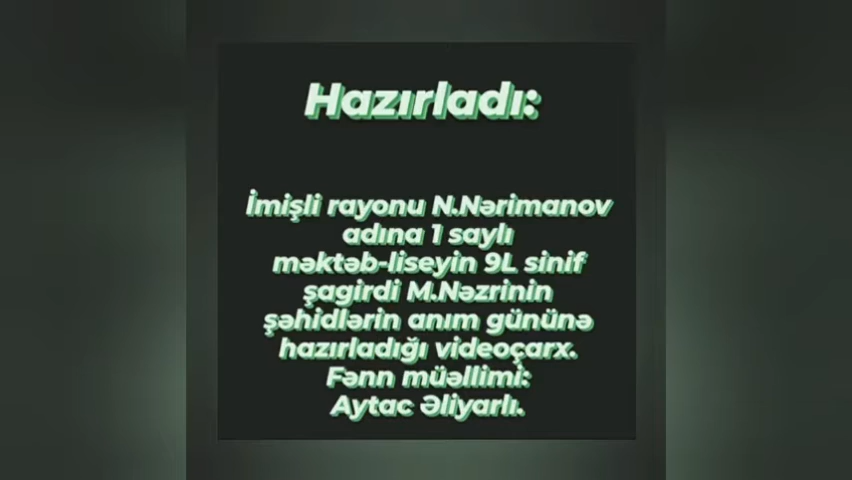 Hazırladı:
İmişli rayonu N.Nərimanov
adına 1 saylı
məktəb-liseyin 9L sinif
şagirdi M.Nəzrinin
şəhidlərin anım gününə
hazırladığı videoçarx.
Fənn müəllimi:
Aytac Əliyarlı.